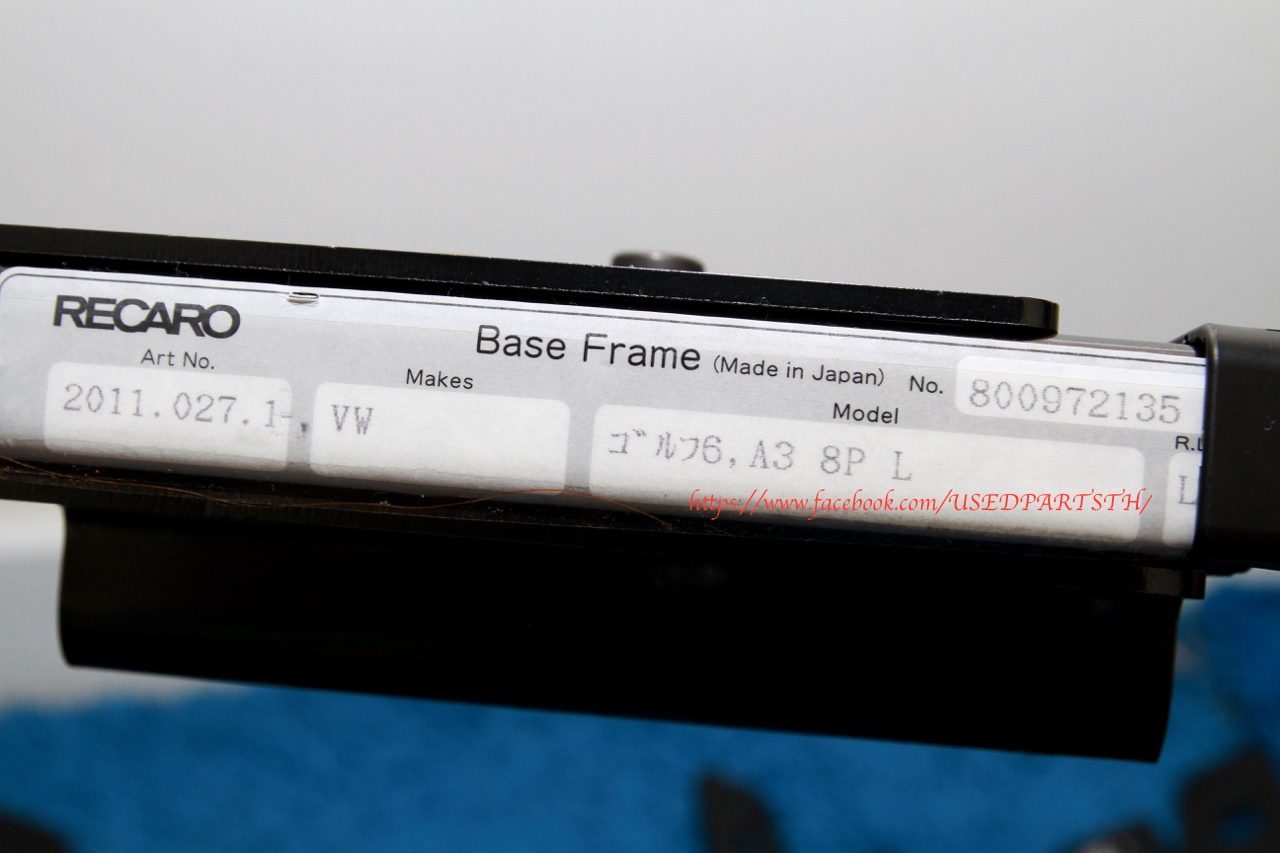 RECARO
Base Frame (Made in Japan) No. 800972135
Art No. Makes Model
2011.027.1-, VW ｺﾞﾙﾌ6,A3 8P L L
https://www.facebook.com/USEDPARTSTH/